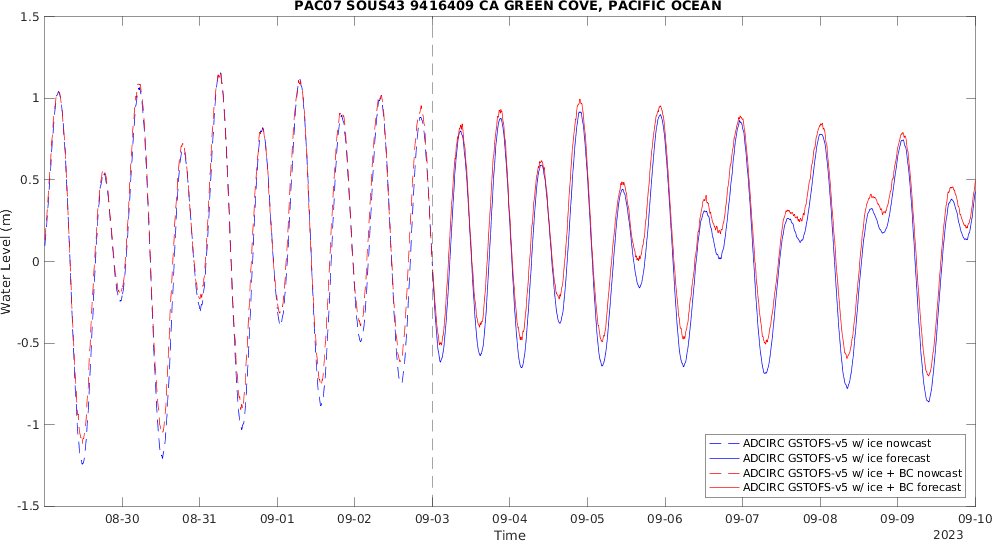 PAC07 SOUS43 9416409 CA GREEN COVE, PACIFIC OCEAN
1.5
1
0.5
0
-0.5
-1
-1.5
Water Level (m)
ADCIRC GSTOFS-v5 w/ ice nowcast
ADCIRC GSTOFS-v5 w/ ice forecast
ADCIRC GSTOFS-v5 w/ ice + BC nowcast
ADCIRC GSTOFS-v5 w/ ice + BC forecast
08-30 08-31 09-01 09-02 09-03 09-04 09-05 09-06 09-07 09-08 09-09 09-10
Time
2023